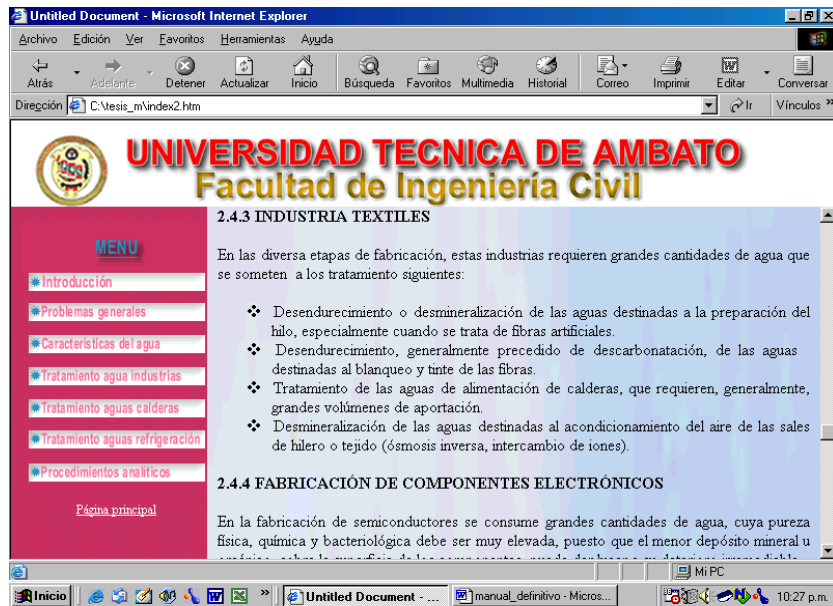 Untitled Document - Microsoft Internet Explorer
Archivo Edición Ver Favoritos Herramientas Ayuda
Atrás Adelante Detener Actualizar Inicio Búsqueda Favoritos Multimedia Historial Correo Imprimir Editar Conversar
Dirección C:\tesis_m\index2.htm Ir Vínculos »
UNIVERSIDAD TECNICA DE AMBATO
Facultad de Ingeniería Civil
MENU
Introducción
Problemas generales
Características del agua
Tratamiento agua industrias
Tratamiento aguas calderas
Tratamiento aguas refrigeración
Procedimientos analíticos
Página principal
2.4.3 INDUSTRIA TEXTILES
En las diversa etapas de fabricación, estas industrias requieren grandes cantidades de agua que
se someten a los tratamiento siguientes:
❖ Desendurecimiento o desmineralización de las aguas destinadas a la preparación del
hilo, especialmente cuando se trata de fibras artificiales.
❖ Desendurecimiento, generalmente precedido de descarbonatación, de las aguas
destinadas al blanqueo y tinte de las fibras.
❖ Tratamiento de las aguas de alimentación de calderas, que requieren, generalmente,
grandes volúmenes de aportación.
❖ Desmineralización de las aguas destinadas al acondicionamiento del aire de las sales
de hilero o tejido (ósmosis inversa, intercambio de iones).
2.4.4 FABRICACIÓN DE COMPONENTES ELECTRÓNICOS
En la fabricación de semiconductores se consume grandes cantidades de agua, cuya pureza
física, química y bacteriológica debe ser muy elevada, puesto que el menor depósito mineral u
Mi PC
Inicio » Untitled Document - ... manual_definitivo - Micros... 10:27 p.m.